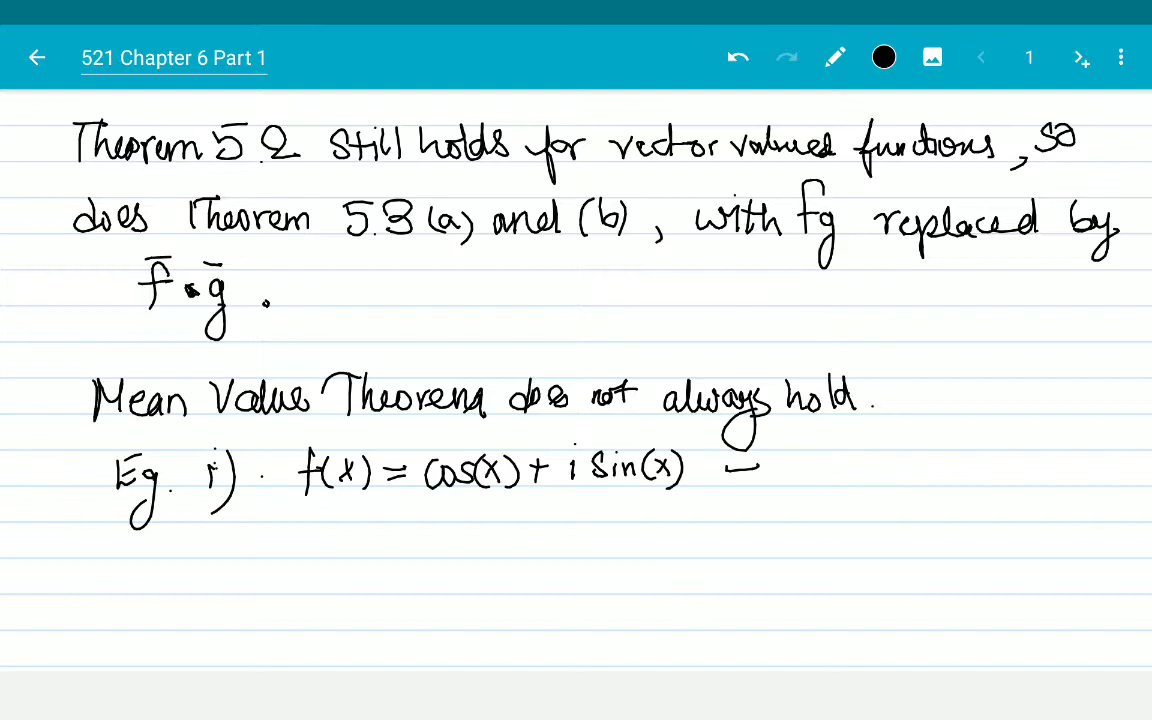 521 Chapter 6 Part 1
1
Theorem 5.2 still holds for vector valued functions, so
does Theorem 5.3 (a) and (b), with fg replaced by
f̄ · ḡ .
Mean Value Theorem does not always hold.
Eg. i). f(x) = cos(x) + i sin(x) –